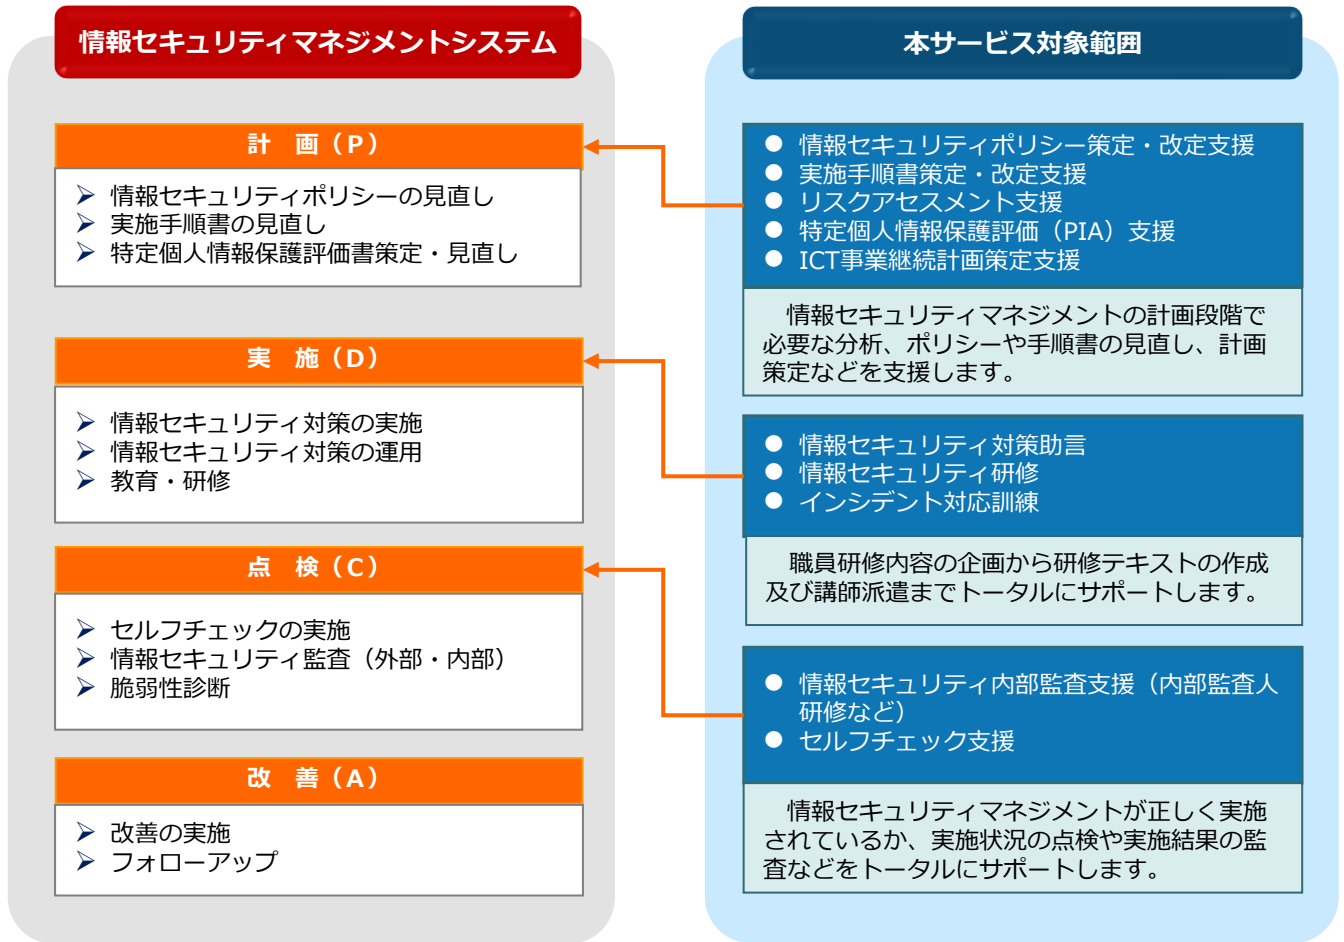 情報セキュリティマネジメントシステム
計 画（P）
➢ 情報セキュリティポリシーの見直し
➢ 実施手順書の見直し
➢ 特定個人情報保護評価書策定・見直し
実 施（D）
➢ 情報セキュリティ対策の実施
➢ 情報セキュリティ対策の運用
➢ 教育・研修
点 検（C）
➢ セルフチェックの実施
➢ 情報セキュリティ監査（外部・内部）
➢ 脆弱性診断
改 善（A）
➢ 改善の実施
➢ フォローアップ
本サービス対象範囲
● 情報セキュリティポリシー策定・改定支援
● 実施手順書策定・改定支援
● リスクアセスメント支援
● 特定個人情報保護評価（PIA）支援
● ICT事業継続計画策定支援
情報セキュリティマネジメントの計画段階で
必要な分析、ポリシーや手順書の見直し、計画
策定などを支援します。
● 情報セキュリティ対策助言
● 情報セキュリティ研修
● インシデント対応訓練
職員研修内容の企画から研修テキストの作成
及び講師派遣までトータルにサポートします。
● 情報セキュリティ内部監査支援（内部監査人
研修など）
● セルフチェック支援
情報セキュリティマネジメントが正しく実施
されているか、実施状況の点検や実施結果の監
査などをトータルにサポートします。